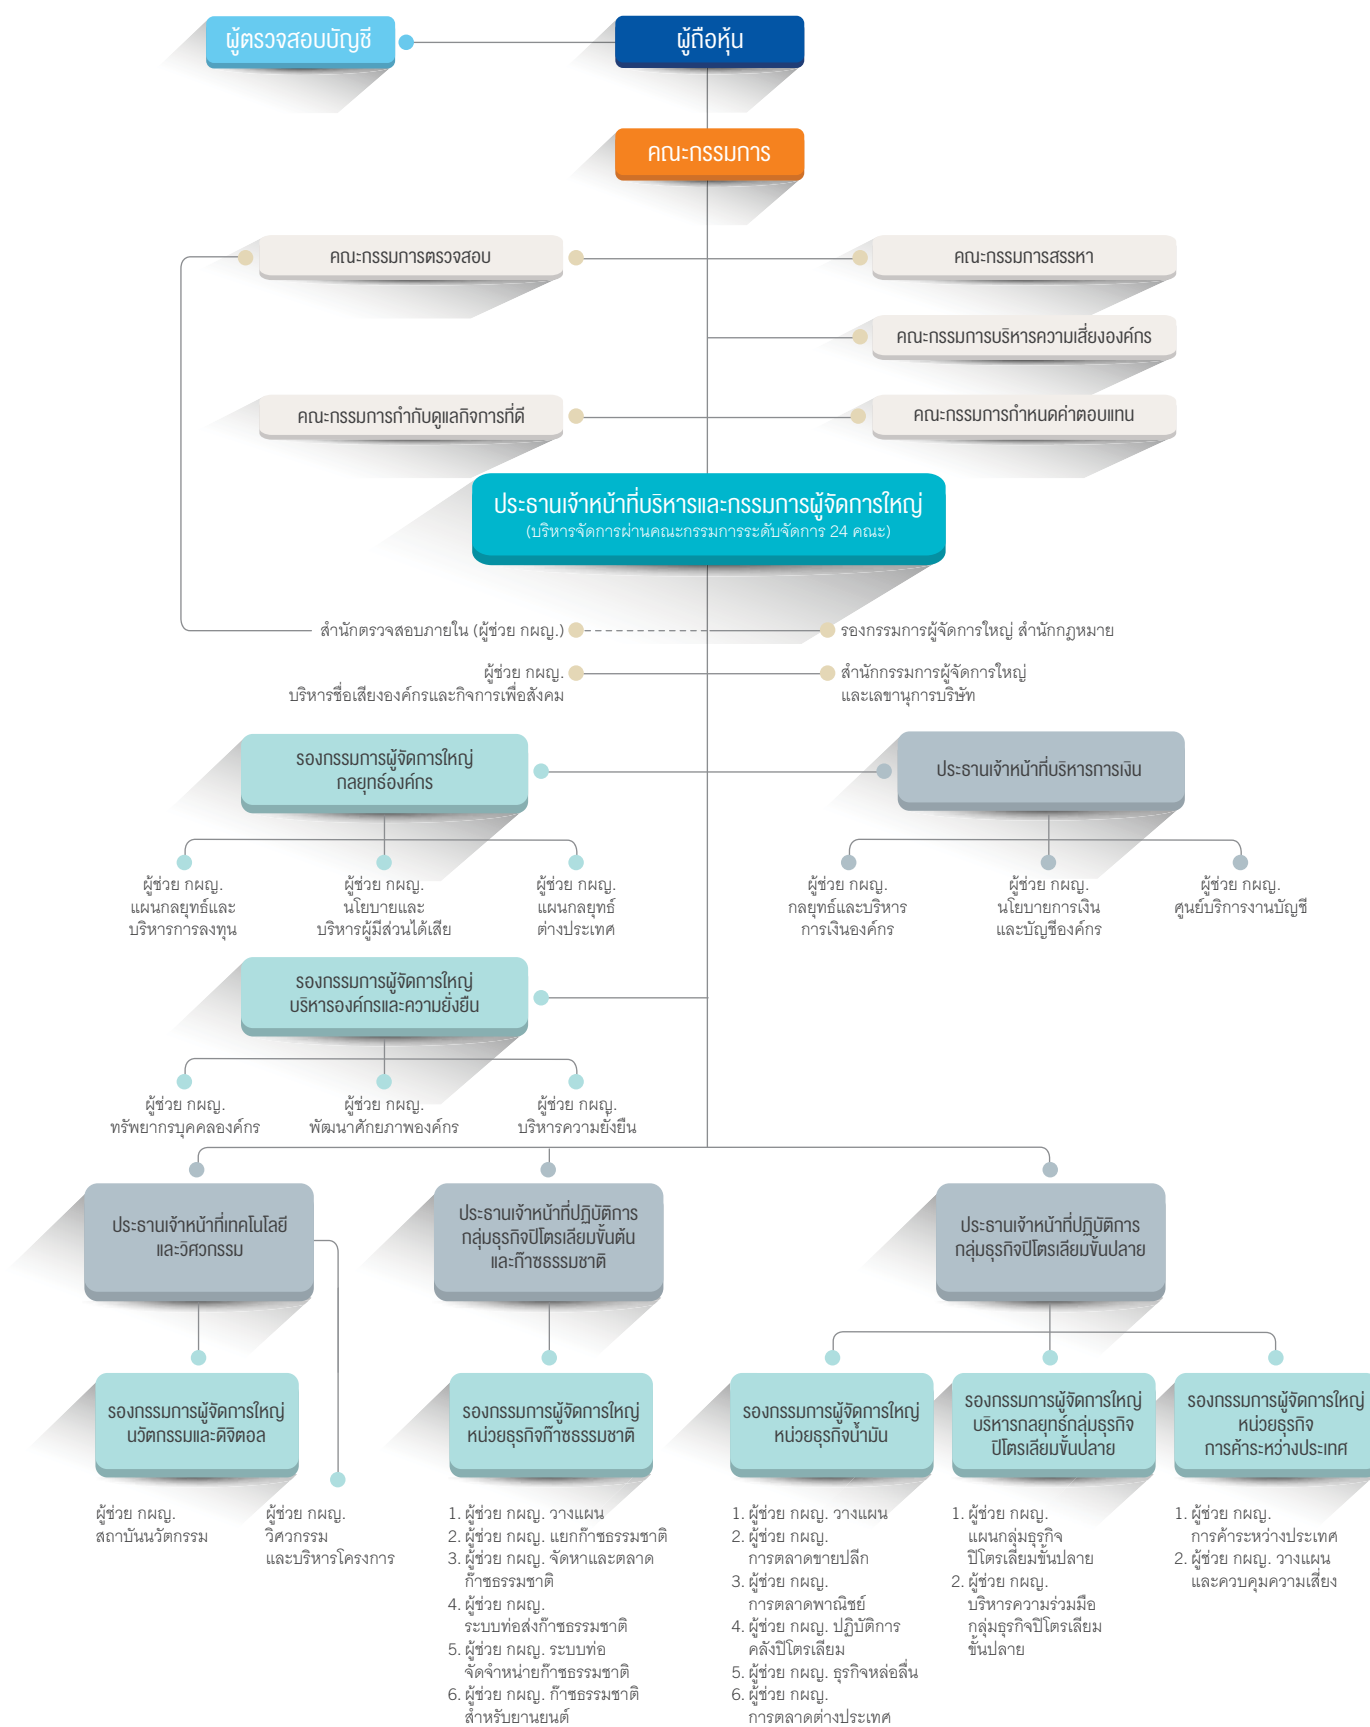 ผู้ตรวจสอบบัญชี
ผู้ถือหุ้น
คณะกรรมการ
คณะกรรมการตรวจสอบ
คณะกรรมการสรรหา
คณะกรรมการบริหารความเสี่ยงองค์กร
คณะกรรมการกำกับดูแลกิจการที่ดี
คณะกรรมการกำหนดค่าตอบแทน
ประธานเจ้าหน้าที่บริหารและกรรมการผู้จัดการใหญ่
(บริหารจัดการผ่านคณะกรรมการระดับจัดการ 24 คณะ)
สำนักตรวจสอบภายใน (ผู้ช่วย กผญ.)
รองกรรมการผู้จัดการใหญ่ สำนักกฎหมาย
ผู้ช่วย กผญ.
บริหารชื่อเสียงองค์กรและกิจการเพื่อสังคม
สำนักกรรมการผู้จัดการใหญ่
และเลขานุการบริษัท
รองกรรมการผู้จัดการใหญ่
กลยุทธ์องค์กร
ประธานเจ้าหน้าที่บริหารการเงิน
ผู้ช่วย กผญ.
แผนกลยุทธ์และ
บริหารการลงทุน
ผู้ช่วย กผญ.
นโยบายและ
บริหารผู้มีส่วนได้เสีย
ผู้ช่วย กผญ.
แผนกลยุทธ์
ต่างประเทศ
ผู้ช่วย กผญ.
กลยุทธ์และบริหาร
การเงินองค์กร
ผู้ช่วย กผญ.
นโยบายการเงิน
และบัญชีองค์กร
ผู้ช่วย กผญ.
ศูนย์บริการงานบัญชี
รองกรรมการผู้จัดการใหญ่
บริหารองค์กรและความยั่งยืน
ผู้ช่วย กผญ.
ทรัพยากรบุคคลองค์กร
ผู้ช่วย กผญ.
พัฒนาศักยภาพองค์กร
ผู้ช่วย กผญ.
บริหารความยั่งยืน
ประธานเจ้าหน้าที่เทคโนโลยี
และวิศวกรรม
ประธานเจ้าหน้าที่ปฏิบัติการ
กลุ่มธุรกิจปิโตรเลียมขั้นต้น
และก๊าซธรรมชาติ
ประธานเจ้าหน้าที่ปฏิบัติการ
กลุ่มธุรกิจปิโตรเลียมขั้นปลาย
รองกรรมการผู้จัดการใหญ่
นวัตกรรมและดิจิตอล
รองกรรมการผู้จัดการใหญ่
หน่วยธุรกิจก๊าซธรรมชาติ
รองกรรมการผู้จัดการใหญ่
หน่วยธุรกิจน้ำมัน
รองกรรมการผู้จัดการใหญ่
บริหารกลยุทธ์กลุ่มธุรกิจ
ปิโตรเลียมขั้นปลาย
รองกรรมการผู้จัดการใหญ่
หน่วยธุรกิจ
การค้าระหว่างประเทศ
ผู้ช่วย กผญ.
สถาบันนวัตกรรม
ผู้ช่วย กผญ.
วิศวกรรม
และบริหารโครงการ
1. ผู้ช่วย กผญ. วางแผน
2. ผู้ช่วย กผญ. แยกก๊าซธรรมชาติ
3. ผู้ช่วย กผญ. จัดหาและตลาด
ก๊าซธรรมชาติ
4. ผู้ช่วย กผญ.
ระบบท่อส่งก๊าซธรรมชาติ
5. ผู้ช่วย กผญ. ระบบท่อ
จัดจำหน่ายก๊าซธรรมชาติ
6. ผู้ช่วย กผญ. ก๊าซธรรมชาติ
สำหรับยานยนต์
1. ผู้ช่วย กผญ. วางแผน
2. ผู้ช่วย กผญ.
การตลาดขายปลีก
3. ผู้ช่วย กผญ.
การตลาดพาณิชย์
4. ผู้ช่วย กผญ. ปฏิบัติการ
คลังปิโตรเลียม
5. ผู้ช่วย กผญ. ธุรกิจหล่อลื่น
6. ผู้ช่วย กผญ.
การตลาดต่างประเทศ
1. ผู้ช่วย กผญ.
แผนกลุ่มธุรกิจ
ปิโตรเลียมขั้นปลาย
2. ผู้ช่วย กผญ.
บริหารความร่วมมือ
กลุ่มธุรกิจปิโตรเลียม
ขั้นปลาย
1. ผู้ช่วย กผญ.
การค้าระหว่างประเทศ
2. ผู้ช่วย กผญ. วางแผน
และควบคุมความเสี่ยง